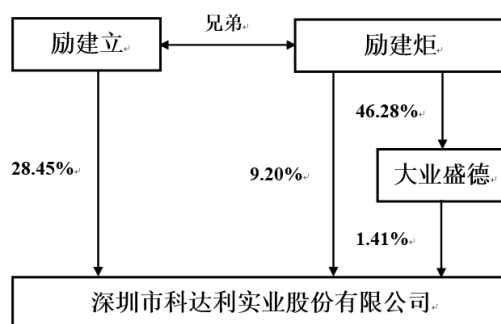 兄弟
励建立
励建炬
46.28%
28.45%
9.20%
大业盛德
1.41%
深圳市科达利实业股份有限公司